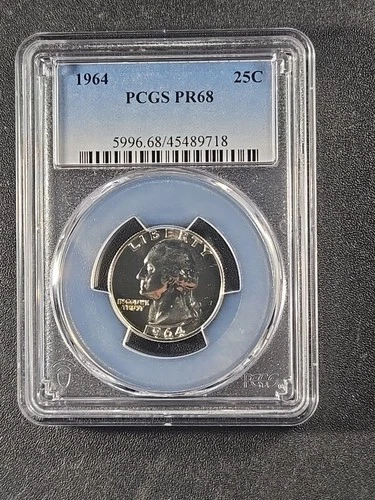 1964 25C
PCGS PR68
5996.68/45489718
LIBERTY
IN GOD WE
TRUST
1964